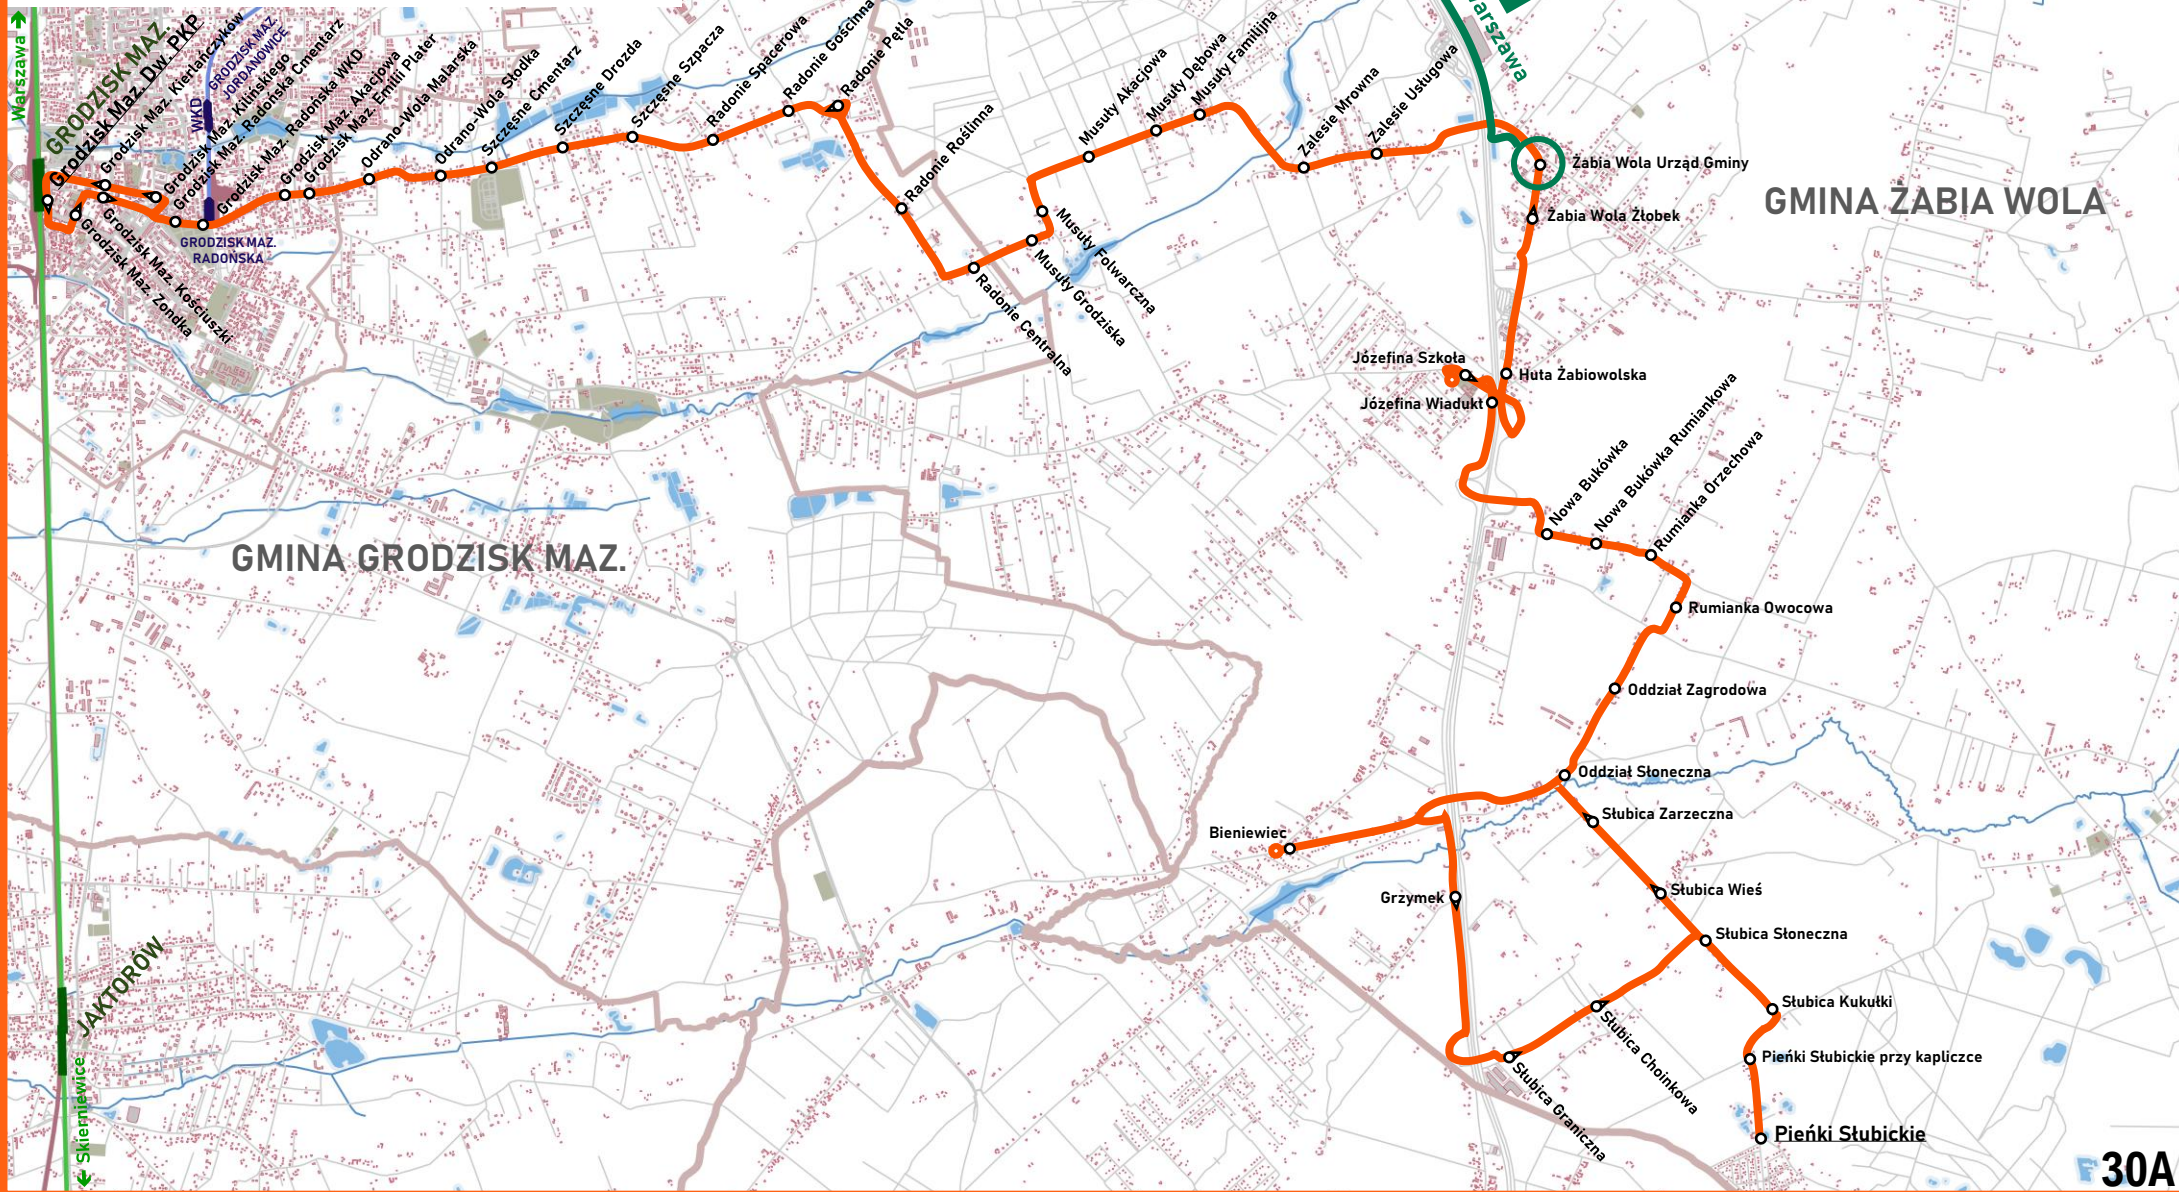 Warszawa
GRODZISK MAZ.
Grodzisk Maz. Dw. PKP
Grodzisk Maz. Kierlańczyków
WKD
GRODZISK MAZ.
JORDANOWICE
Grodzisk Maz. Kilińskiego
Grodzisk Maz. Radońska Cmentarz
Grodzisk Maz. Radońska WKD
Grodzisk Maz. Akacjowa
Grodzisk Maz. Emilii Plater
Odrano-Wola Malarska
Odrano-Wola Słodka
Szczęsne Cmentarz
Szczęsne Drozda
Szczęsne Szpacza
Radonie Spacerowa
Radonie Gościnna
Radonie Pętla
Radonie Roślinna
Musuły Akacjowa
Musuły Dębowa
Musuły Familijna
Zalesie Mrowna
Zalesie Usługowa
Warszawa
Żabia Wola Urząd Gminy
GMINA ŻABIA WOLA
Żabia Wola Żłobek
GRODZISK MAZ.
RADOŃSKA
Grodzisk Maz. Kościuszki
Grodzisk Maz. Żondka
Musuły Folwarczna
Musuły Grodziska
Radonie Centralna
Józefina Szkoła
Huta Żabiowolska
Józefina Wiadukt
Nowa Bukówka
Nowa Bukówka Rumiankowa
Rumianka Orzechowa
GMINA GRODZISK MAZ.
Rumianka Owocowa
Oddział Zagrodowa
Oddział Słoneczna
Słubica Zarzeczna
Bieniewiec
Słubica Wieś
Grzymek
Słubica Słoneczna
JAKTORÓW
Słubica Kukułki
Słubica Choinkowa
Pieńki Słubickie przy kapliczce
Słubica Graniczna
Skierniewice
Pieńki Słubickie
30A